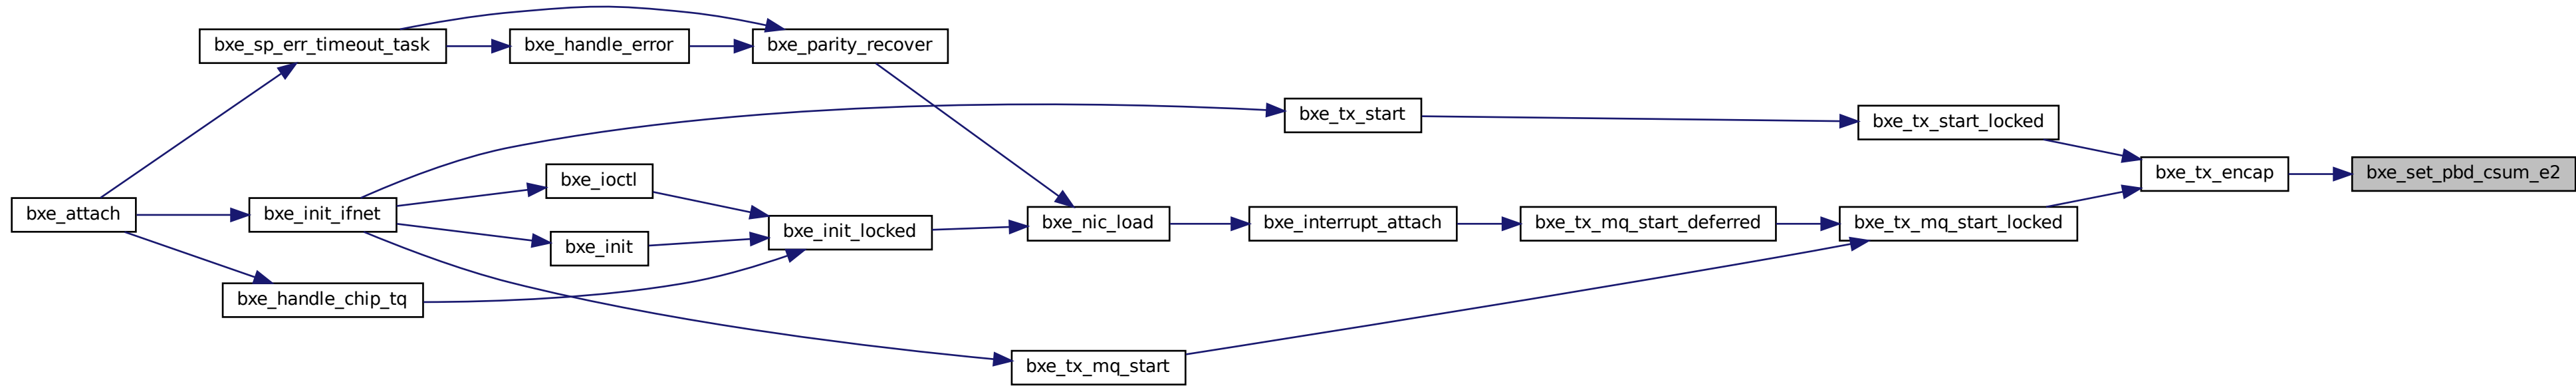 bxe_sp_err_timeout_task
bxe_handle_error
bxe_parity_recover
bxe_tx_start
bxe_tx_start_locked
bxe_tx_encap
bxe_set_pbd_csum_e2
bxe_ioctl
bxe_attach
bxe_init_ifnet
bxe_init_locked
bxe_nic_load
bxe_interrupt_attach
bxe_tx_mq_start_deferred
bxe_tx_mq_start_locked
bxe_init
bxe_handle_chip_tq
bxe_tx_mq_start